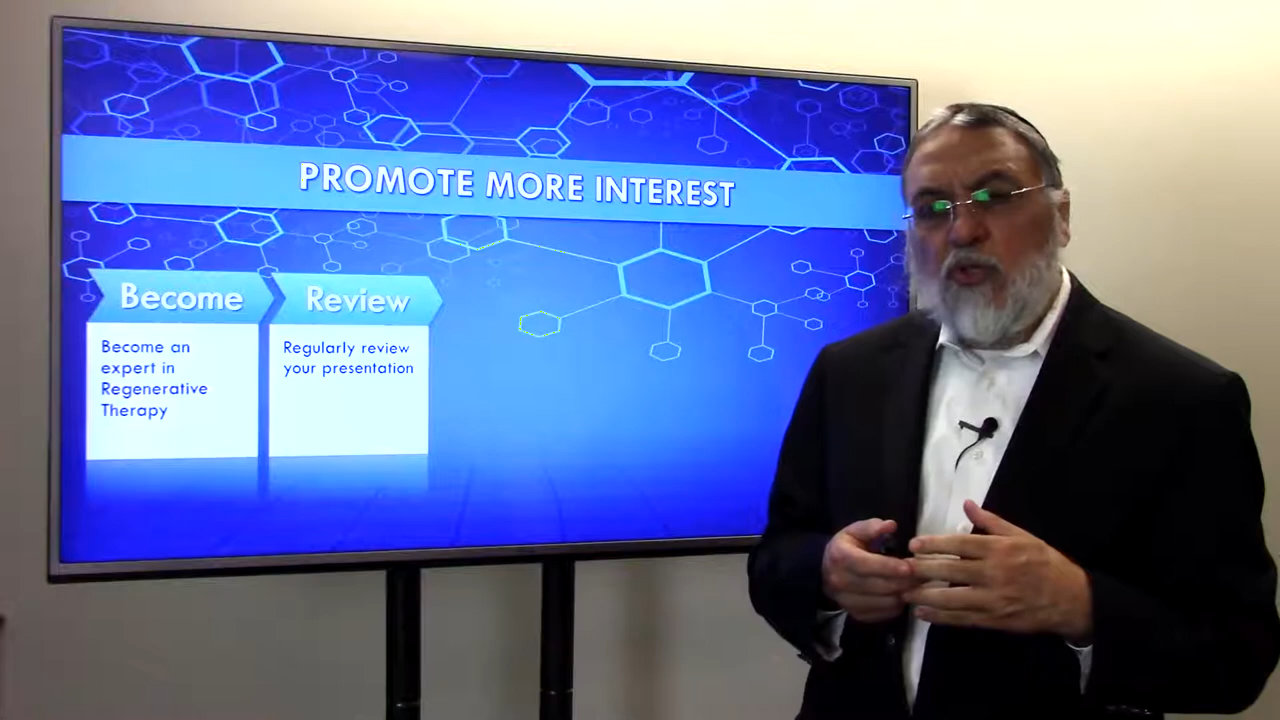 PROMOTE MORE INTEREST
Become
Become an
expert in
Regenerative
Therapy
Review
Regularly review
your presentation